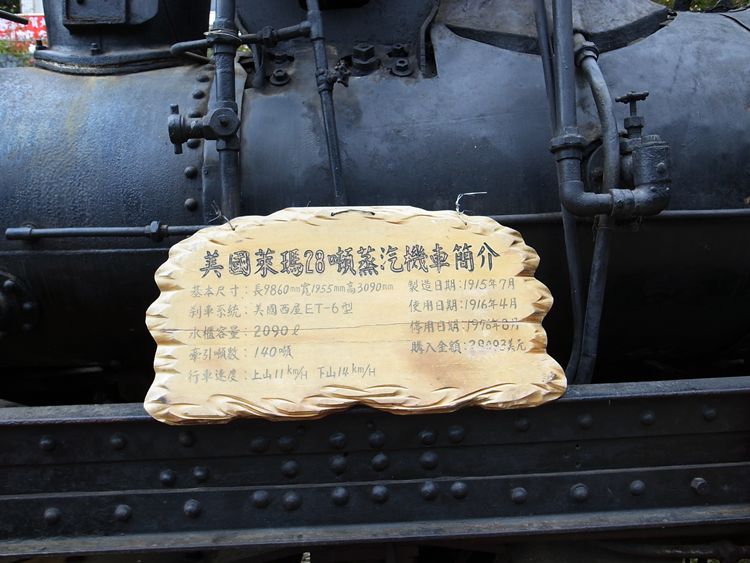 美國萊瑪28噸蒸汽機車簡介
基本尺寸：長9860mm寬1955mm高3090mm
剎車系統：美國西屋ET-6型
水櫃容量：2090ℓ
牽引噸數：140噸
行車速度：上山11km/H 下山14km/H
製造日期：1915年7月
使用日期：1916年4月
停用日期：1976年8月
購入金額：28093美元